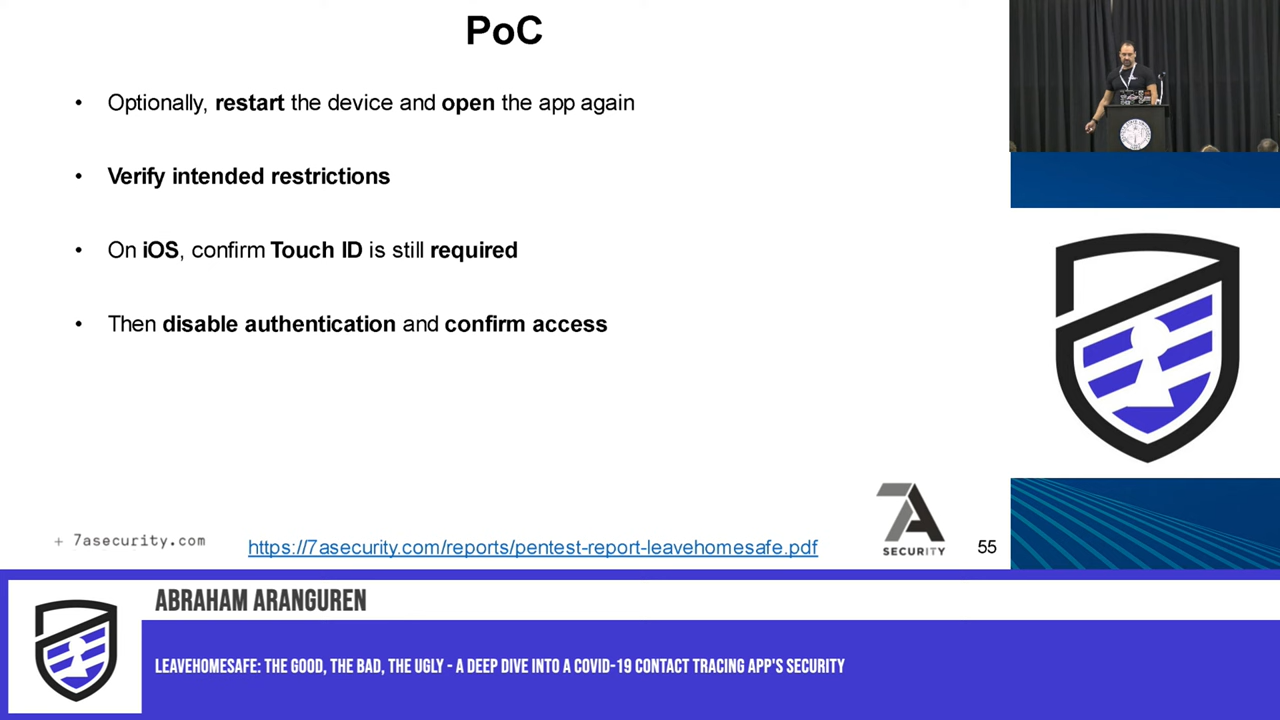 PoC
• Optionally, restart the device and open the app again
• Verify intended restrictions
• On iOS, confirm Touch ID is still required
• Then disable authentication and confirm access
+ 7asecurity.com
https://7asecurity.com/reports/pentest-report-leavehomesafe.pdf
7A
SECURITY
55
ABRAHAM ARANGUREN
LEAVEHOMESAFE: THE GOOD, THE BAD, THE UGLY - A DEEP DIVE INTO A COVID-19 CONTACT TRACING APP'S SECURITY